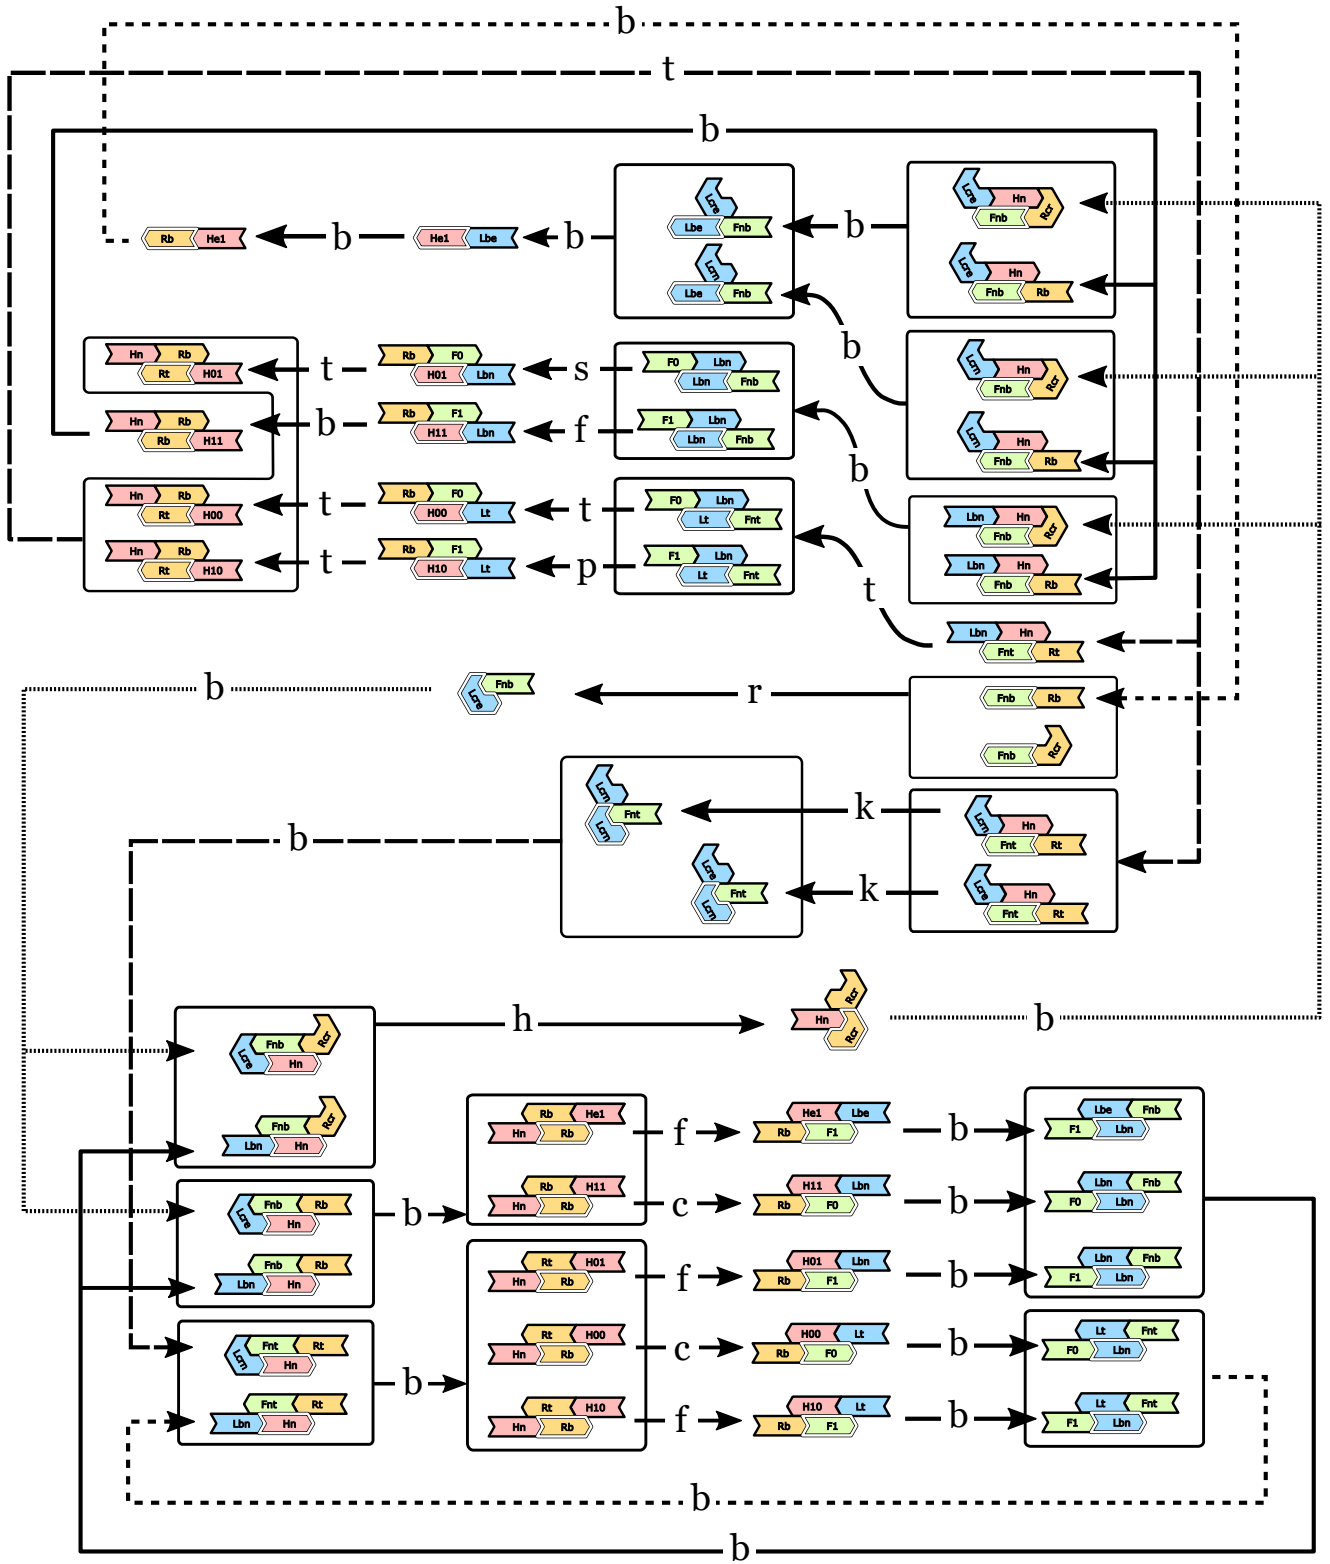 b
t
b
Lcre Hn Rcr
Fnb
Lcre
Lbe Fnb
Rb He1 b He1 Lbe b b
Lcm
Lbe Fnb
Lcre Hn
Fnb Rb
b
Hn Rb
Rt H01
t
Rb F0
H01 Lbn
s
F0 Lbn
Lbn Fnb
Lcm Hn Rcr
Fnb
Hn Rb
Rb H11
b
Rb F1
H11 Lbn
f
F1 Lbn
Lbn Fnb
Lcm Hn
Fnb Rb
b
Hn Rb
Rt H00
t
Rb F0
H00 Lt
t
F0 Lbn
Lt Fnt
Lbn Hn Rcr
Fnb
Hn Rb
Rt H10
t
Rb F1
H10 Lt
p
F1 Lbn
Lt Fnt
Lbn Hn
Fnb Rb
t
Lbn Hn
Fnt Rt
b
Fnb
Lcre
r
Fnb Rb
Fnb Rcr
Lcm
Fnt
Lcm
k
Lcm Hn
Fnt Rt
b
Lcre
Fnt
Lcm
k
Lcre Hn
Fnt Rt
h
Rcr
Hn
Rcr
b
Fnb Rcr
Lcre Hn
Fnb Rcr
Lbn Hn
Rb He1
Hn Rb
f
He1 Lbe
Rb F1
b
Lbe Fnb
F1 Lbn
Fnb Rb
Lcre Hn
b
Rb H11
Hn Rb
c
H11 Lbn
Rb F0
b
Lbn Fnb
F0 Lbn
Fnb Rb
Lbn Hn
Rt H01
Hn Rb
f
H01 Lbn
Rb F1
b
Lbn Fnb
F1 Lbn
Fnt Rt
Lcm Hn
b
Rt H00
Hn Rb
c
H00 Lt
Rb F0
b
Lt Fnt
F0 Lbn
Fnt Rt
Lbn Hn
Rt H10
Hn Rb
f
H10 Lt
Rb F1
b
Lt Fnt
F1 Lbn
b
b